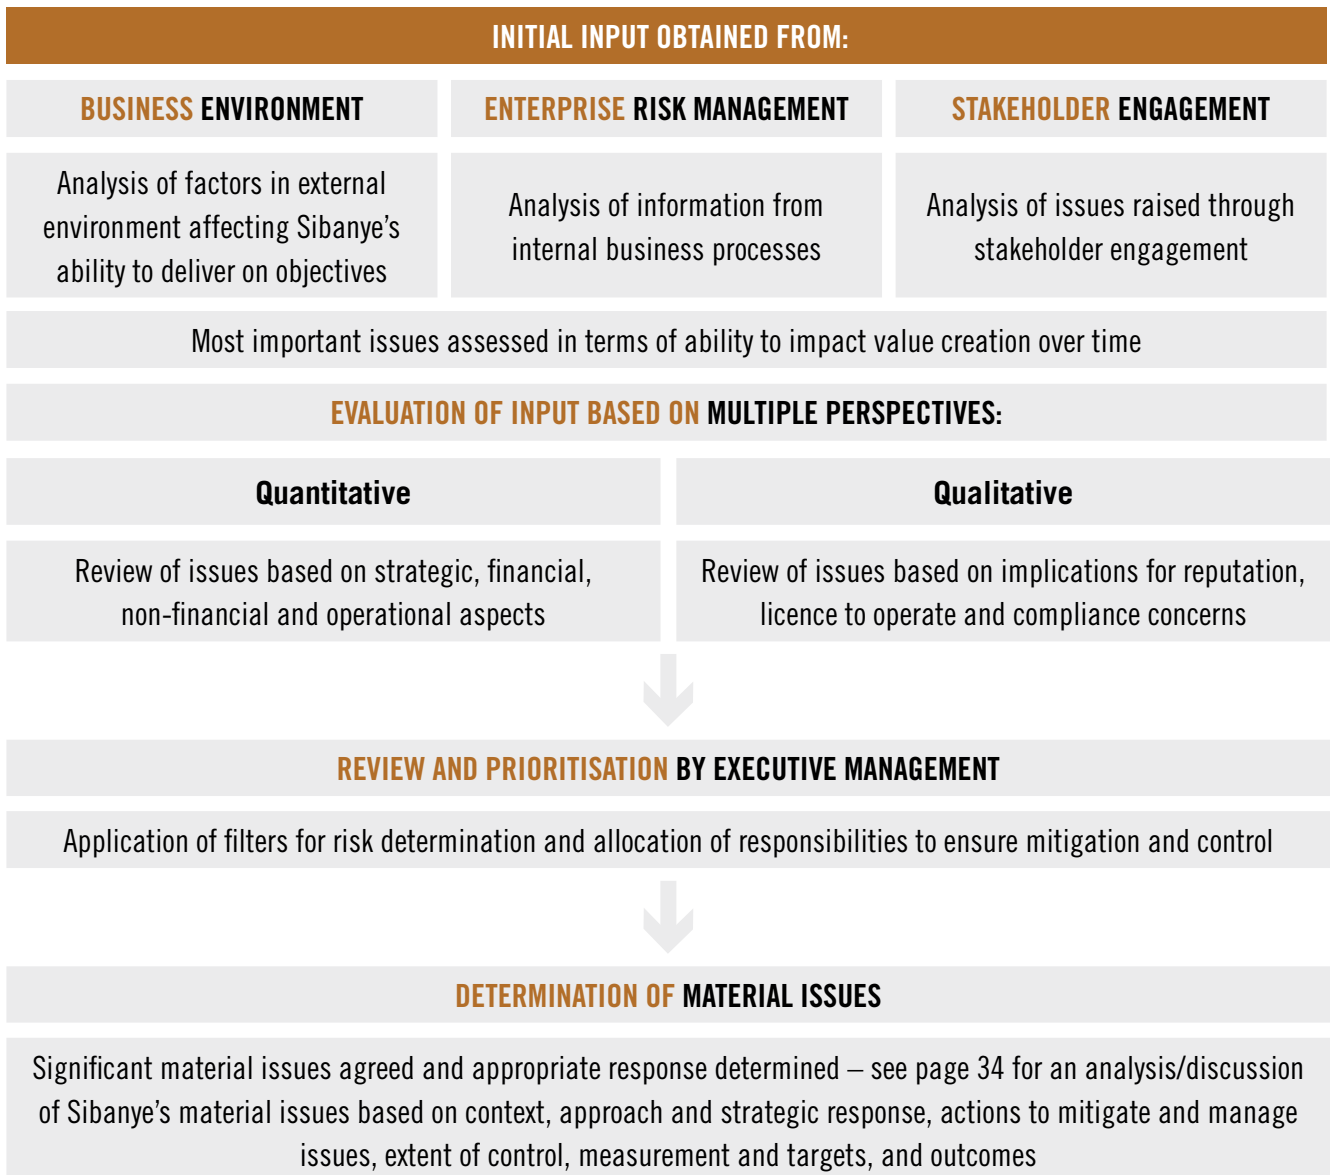 INITIAL INPUT OBTAINED FROM:
BUSINESS ENVIRONMENT
Analysis of factors in external
environment affecting Sibanye’s
ability to deliver on objectives
ENTERPRISE RISK MANAGEMENT
Analysis of information from
internal business processes
STAKEHOLDER ENGAGEMENT
Analysis of issues raised through
stakeholder engagement
Most important issues assessed in terms of ability to impact value creation over time
EVALUATION OF INPUT BASED ON MULTIPLE PERSPECTIVES:
Quantitative
Review of issues based on strategic, financial,
non-financial and operational aspects
Qualitative
Review of issues based on implications for reputation,
licence to operate and compliance concerns
REVIEW AND PRIORITISATION BY EXECUTIVE MANAGEMENT
Application of filters for risk determination and allocation of responsibilities to ensure mitigation and control
DETERMINATION OF MATERIAL ISSUES
Significant material issues agreed and appropriate response determined – see page 34 for an analysis/discussion
of Sibanye’s material issues based on context, approach and strategic response, actions to mitigate and manage
issues, extent of control, measurement and targets, and outcomes